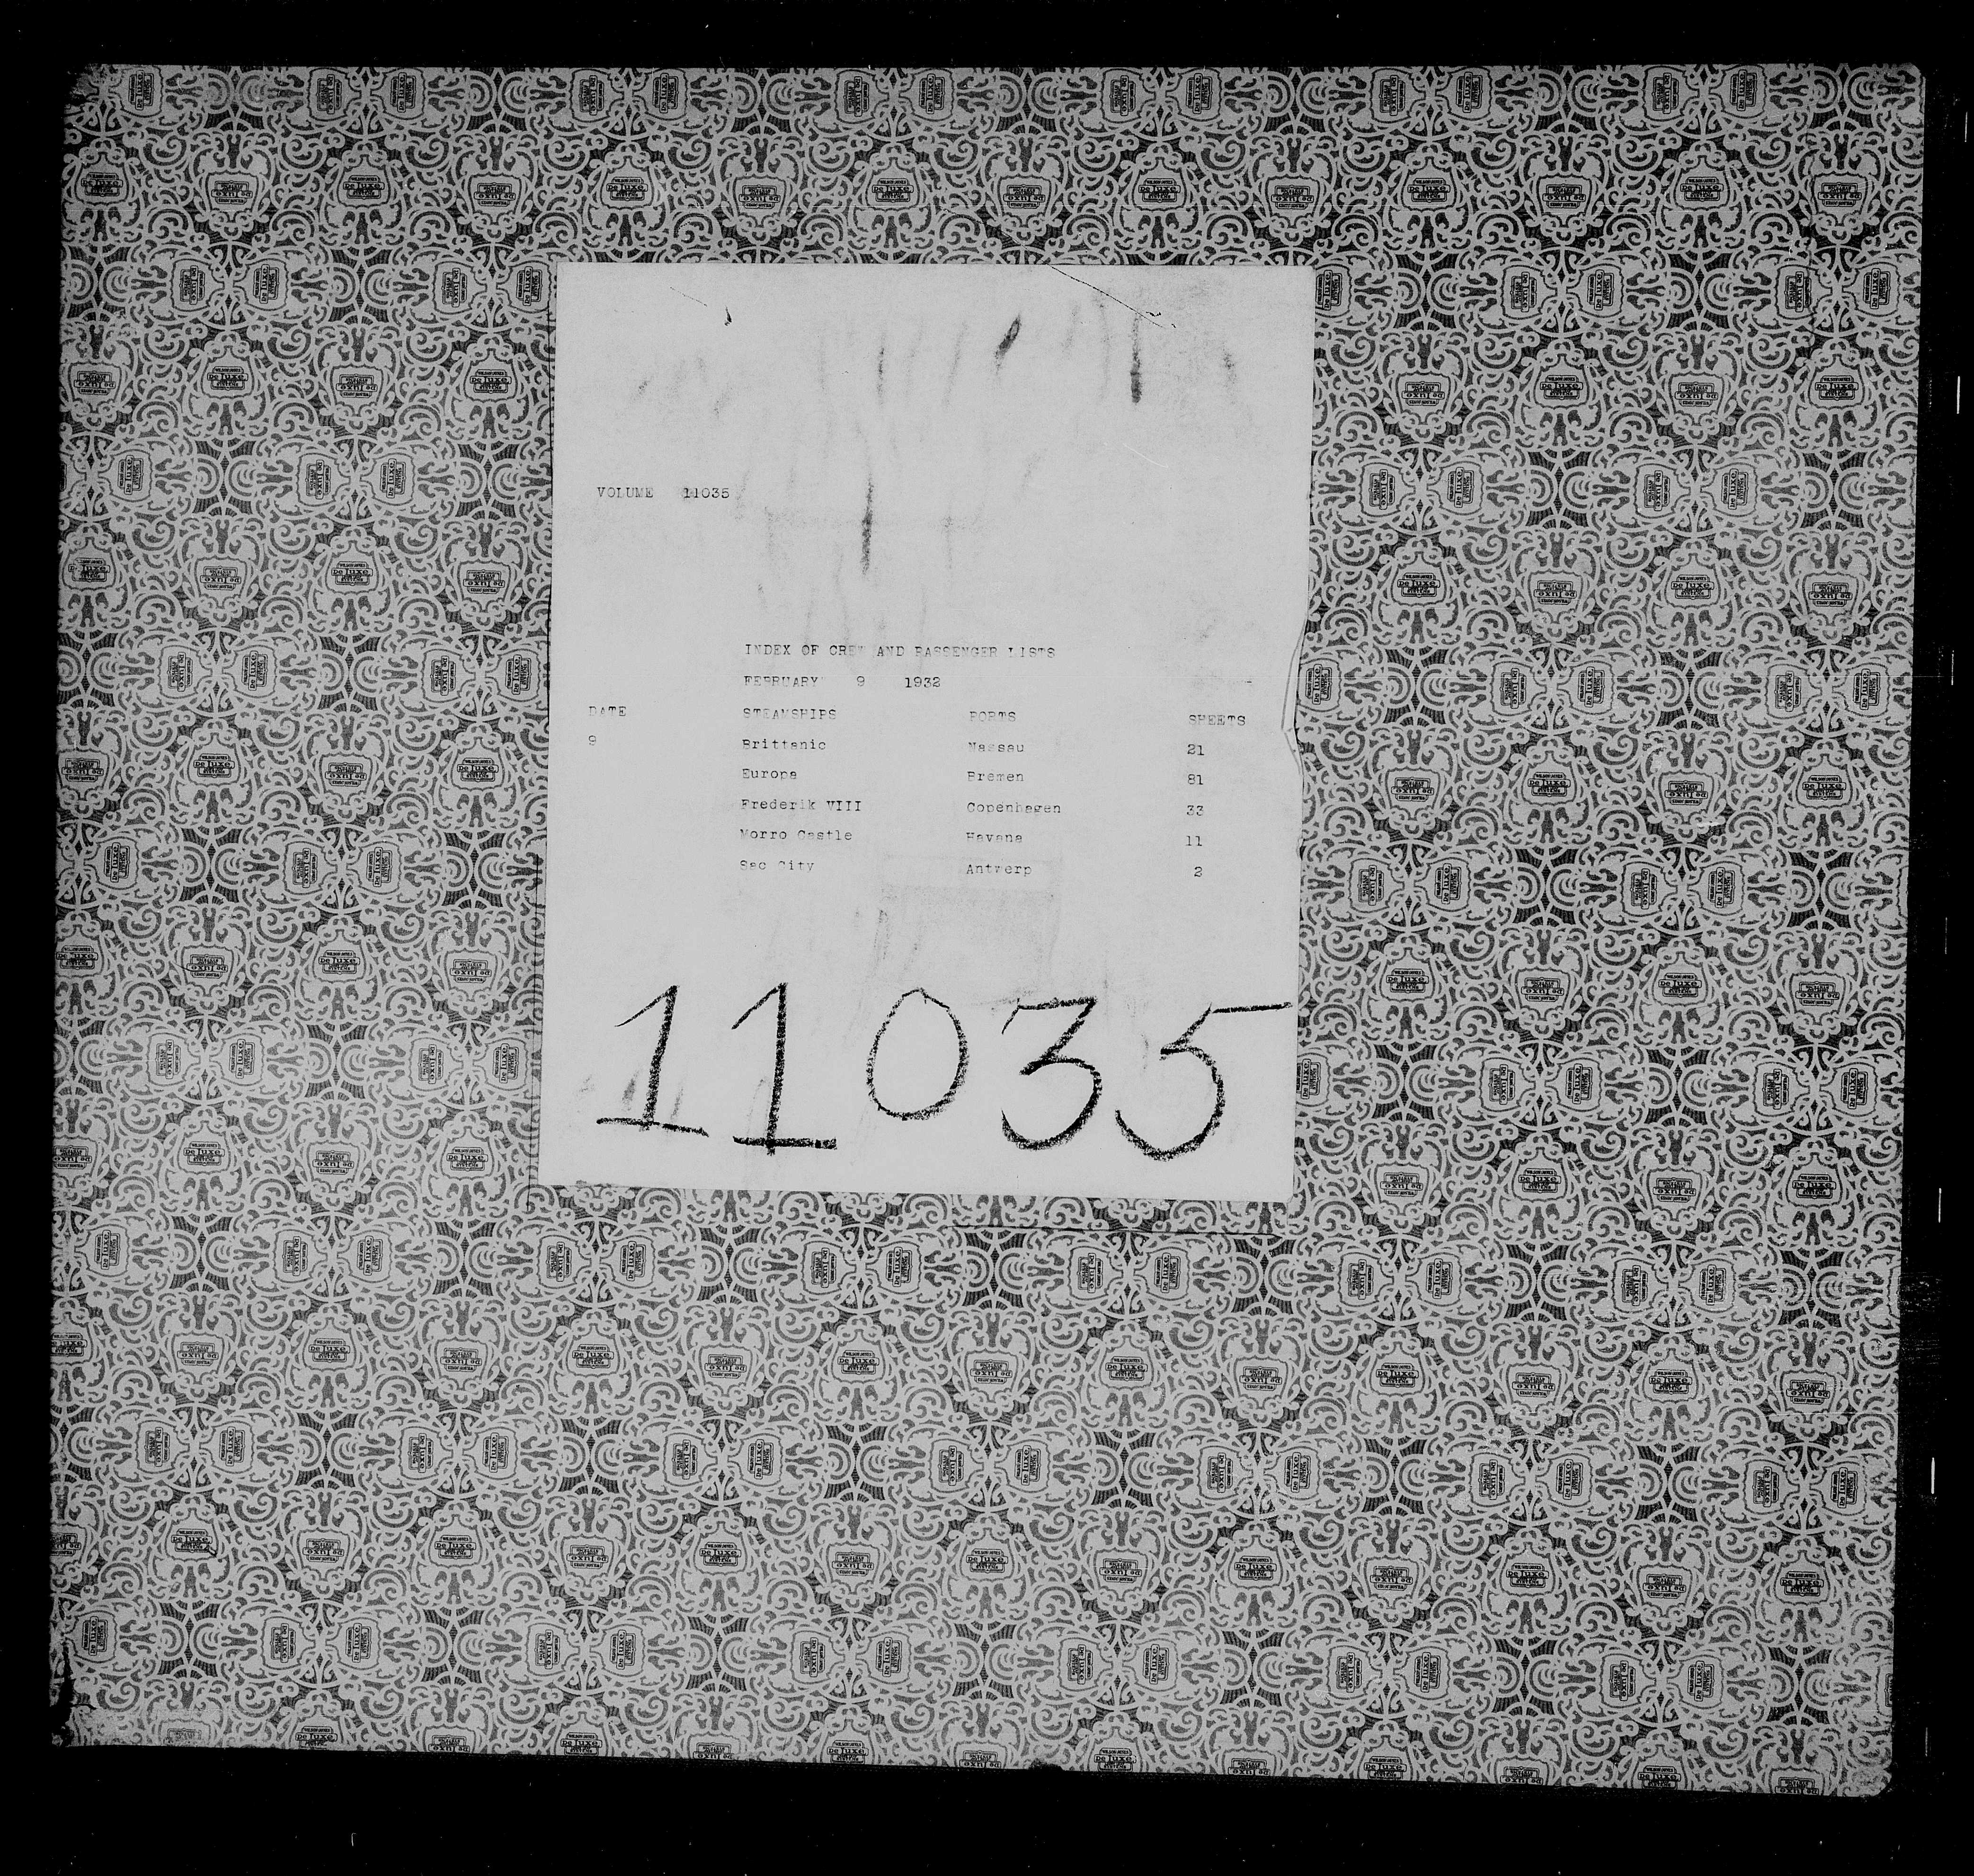 VOLUME 11035
INDEX OF CREW AND PASSENGER LISTS
FEBRUARY 9 1932
DATE STEAMSHIPS PORTS SHEETS
9 Brittanic Nassau 21
Europa Bremen 81
Frederik VIII Copenhagen 33
Morro Castle Havana 11
Sac City Antwerp 2
11035